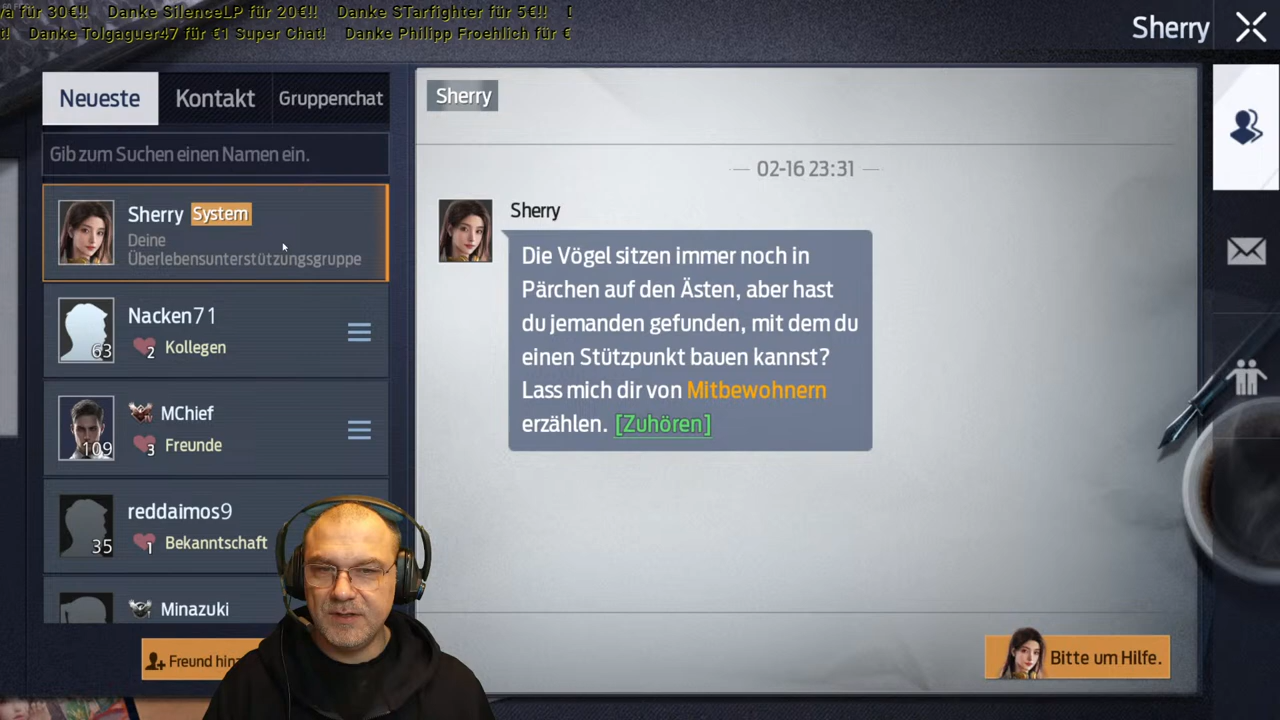 va für 30€!! Danke SilenceLP für 20€!! Danke STarfighter für 5€!!
t! Danke Tolgaguer47 für €1 Super Chat! Danke Philipp Froehlich für €
Sherry
Neueste
Kontakt
Gruppenchat
Gib zum Suchen einen Namen ein.
Sherry System
Deine
Überlebensunterstützungsgruppe
Nacken71
63
2 Kollegen
MChief
109
3 Freunde
reddaimos9
35
1 Bekanntschaft
Minazuki
Freund hin
Sherry
02-16 23:31
Sherry
Die Vögel sitzen immer noch in
Pärchen auf den Ästen, aber hast
du jemanden gefunden, mit dem du
einen Stützpunkt bauen kannst?
Lass mich dir von Mitbewohnern
erzählen. [Zuhören]
Bitte um Hilfe.